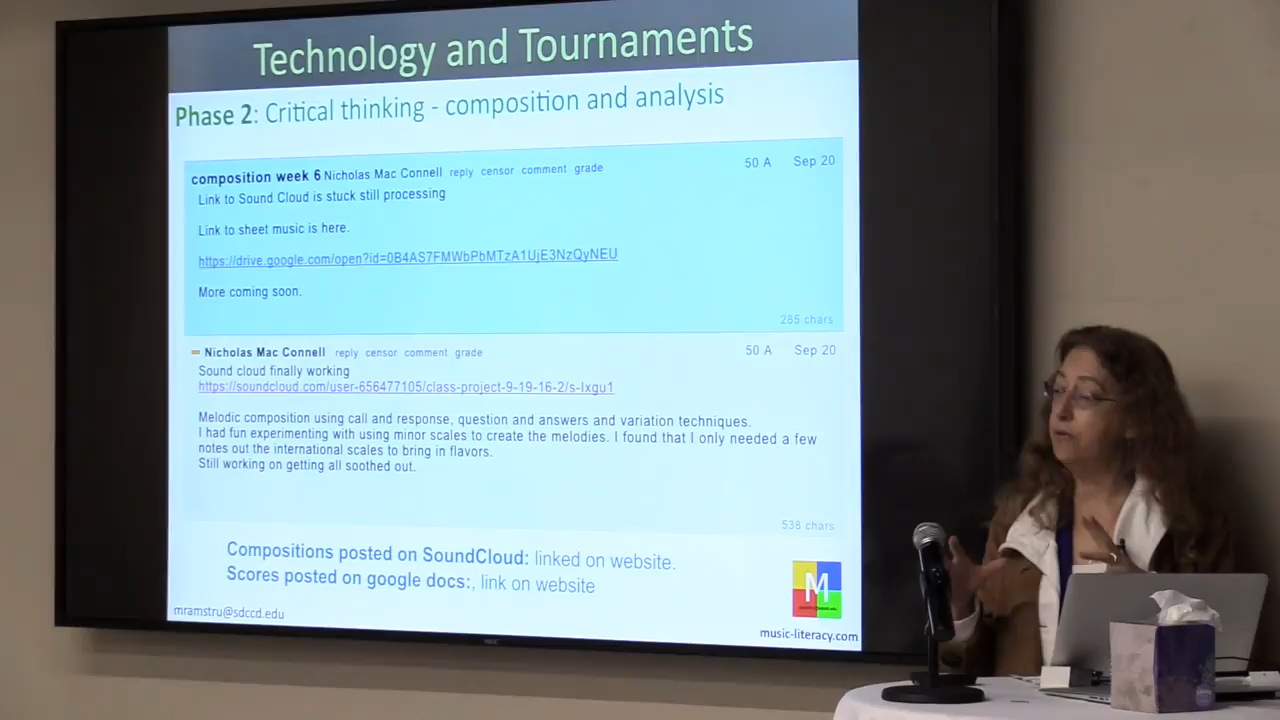 Technology and Tournaments
Phase 2: Critical thinking - composition and analysis
composition week 6 Nicholas Mac Connell reply censor comment grade 50 A Sep 20
Link to Sound Cloud is stuck still processing
Link to sheet music is here.
https://drive.google.com/open?id=0B4AS7FMWbPbMTzA1UjE3NzQyNEU
More coming soon.
285 chars
Nicholas Mac Connell reply censor comment grade 50 A Sep 20
Sound cloud finally working
https://soundcloud.com/user-656477105/class-project-9-19-16-2/s-Ixgu1
Melodic composition using call and response, question and answers and variation techniques.
I had fun experimenting with using minor scales to create the melodies. I found that I only needed a few
notes out the international scales to bring in flavors.
Still working on getting all soothed out.
538 chars
Compositions posted on SoundCloud: linked on website.
Scores posted on google docs:, link on website
M
mramstru@sdccd.edu
music-literacy.com